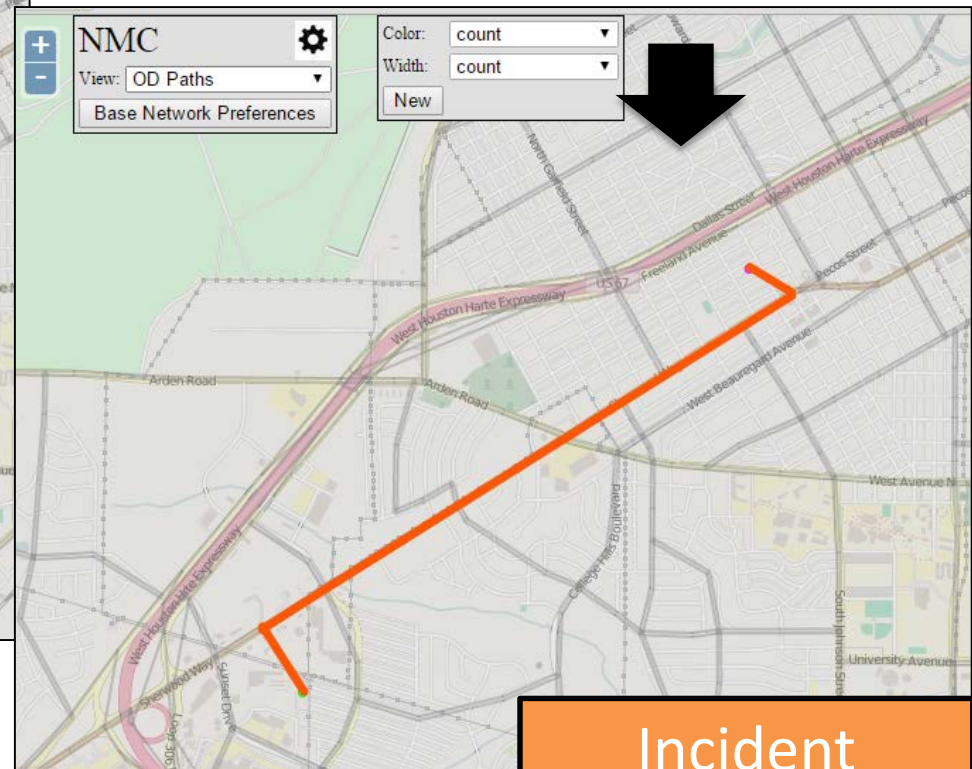 +
-
NMC
View: OD Paths
Base Network Preferences
Color: count
Width: count
New
North Garfield Street
Dallas Street
West Houston Harte Expressway
Freeland Avenue
Pecos Street
US 67
West Houston Harte Expressway
Arden Road
Arden Road
West Beauregard Avenue
West Avenue N
College Hills Boulevard
South Johnson Street
University Avenue
West Houston Harte Expressway
Sherwood Way
Sunset Drive
Loop 306
Incident